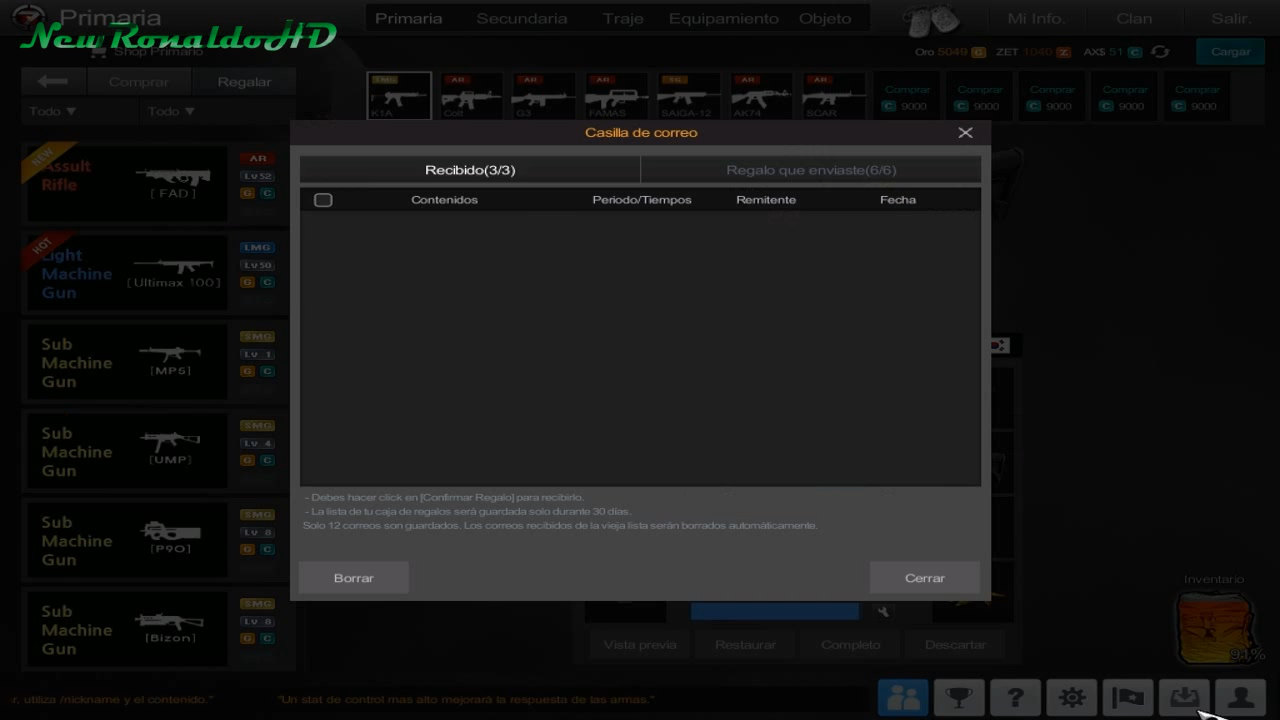 Primaria
NewRonaldoHD
Shop Primario
Primaria Secundaria Traje Equipamiento Objeto
Mi Info. Clan Salir.
Oro 5049 G ZET 1040 Z AX$ 51 C
Cargar
Comprar Regalar
Todo ▼ Todo ▼
SMG K1A
AR Colt
AR G3
AR FAMAS
SG SAIGA-12
AR AK74
AR SCAR
Comprar C 9000
Comprar C 9000
Comprar C 9000
Comprar C 9000
Comprar C 9000
NEW
Assult
Rifle
[ FAD ]
AR
Lv 52
G C
HOT
Light
Machine
Gun
[Ultimax 100]
LMG
Lv 50
G C
Sub
Machine
Gun
[MP5]
SMG
Lv 1
G C
Sub
Machine
Gun
[UMP]
SMG
Lv 4
G C
Sub
Machine
Gun
[P90]
SMG
Lv 8
G C
Sub
Machine
Gun
[Bizon]
SMG
Lv 8
G C
Casilla de correo
Recibido(3/3) Regalo que enviaste(6/6)
Contenidos Periodo/Tiempos Remitente Fecha
- Debes hacer click en [Confirmar Regalo] para recibirlo.
- La lista de tu caja de regalos será guardada solo durante 30 días.
Solo 12 correos son guardados. Los correos recibidos de la vieja lista serán borrados automáticamente.
Borrar Cerrar
Vista previa Restaurar Completo Descartar
Inventario
91%
r, utiliza /nickname y el contenido." "Un stat de control mas alto mejorará la respuesta de las armas."